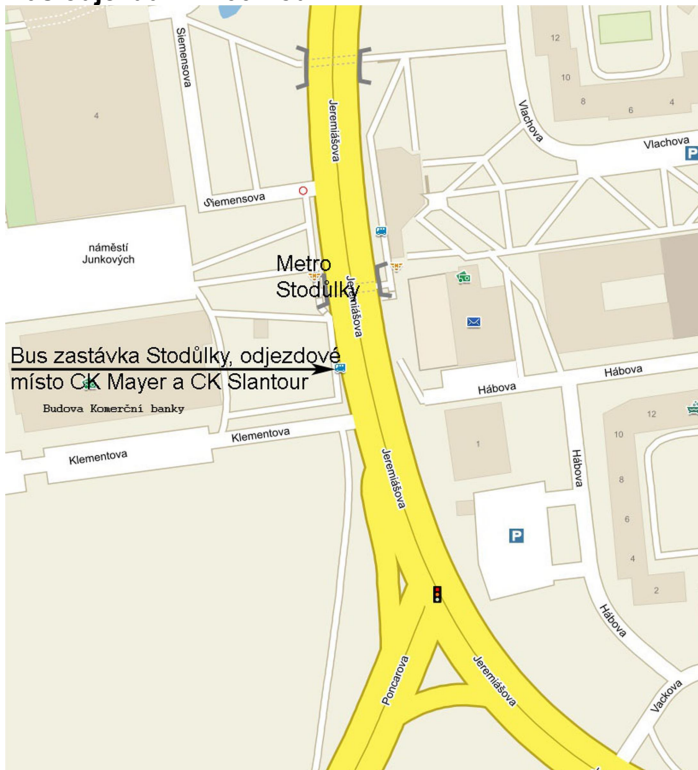 Siemensova
4
Jeremiášova
12
10
8
6
4
Vlachova
Vlachova
P
Siemensova
náměstí
Junkových
Metro
Stodůlky
Jeremiášova
Bus zastávka Stodůlky, odjezdové
místo CK Mayer a CK Slantour
Budova Komerční banky
Hábova
Hábova
Klementova
Klementova
Jeremiášova
1
12
10
8
6
4
2
Hábova
P
Hábova
Poncarova
Jeremiášova
Vackova